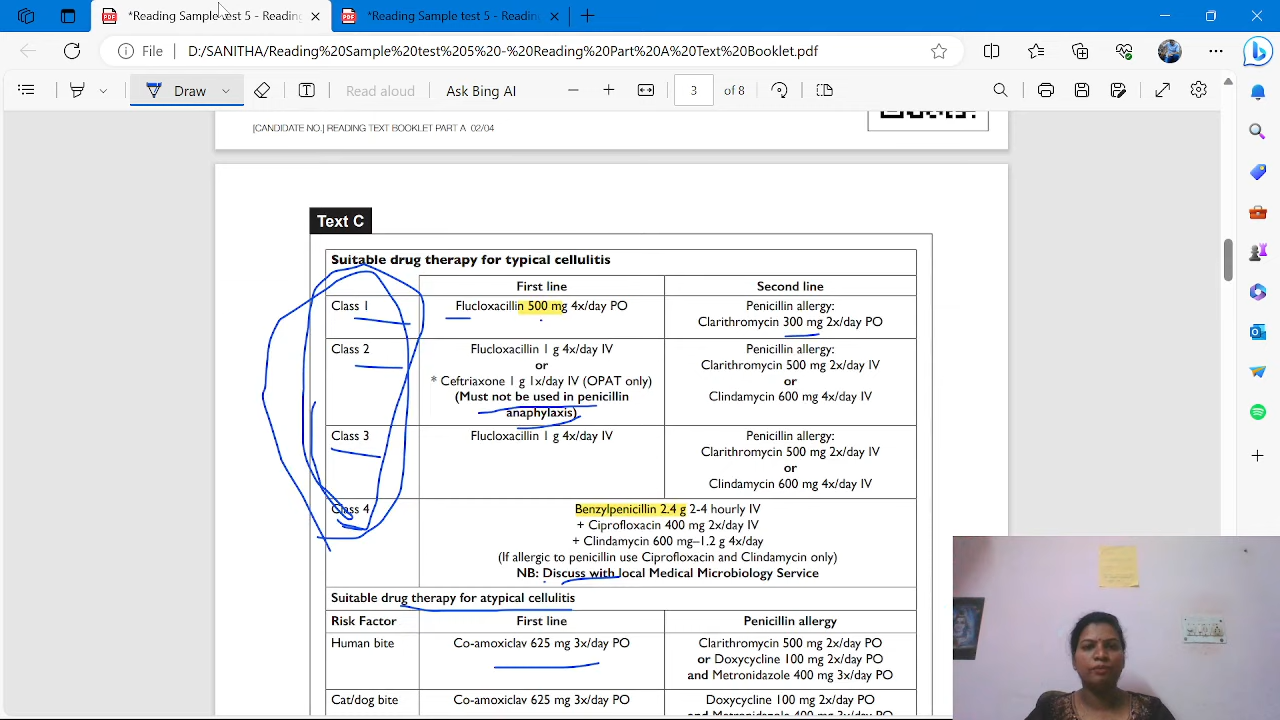 *Reading Sample test 5 - Reading
*Reading Sample test 5 - Reading
File
D:/SANITHA/Reading%20Sample%20test%205%20-%20Reading%20Part%20A%20Text%20Booklet.pdf
Draw
Read aloud
Ask Bing AI
3 of 8
[CANDIDATE NO.] READING TEXT BOOKLET PART A 02/04
Text C
Suitable drug therapy for typical cellulitis
First line
Second line
Class 1
Flucloxacillin 500 mg 4x/day PO
Penicillin allergy:
Clarithromycin 300 mg 2x/day PO
Class 2
Flucloxacillin 1 g 4x/day IV
or
* Ceftriaxone 1 g 1x/day IV (OPAT only)
(Must not be used in penicillin
anaphylaxis)
Penicillin allergy:
Clarithromycin 500 mg 2x/day IV
or
Clindamycin 600 mg 4x/day IV
Class 3
Flucloxacillin 1 g 4x/day IV
Penicillin allergy:
Clarithromycin 500 mg 2x/day IV
or
Clindamycin 600 mg 4x/day IV
Class 4
Benzylpenicillin 2.4 g 2-4 hourly IV
+ Ciprofloxacin 400 mg 2x/day IV
+ Clindamycin 600 mg–1.2 g 4x/day
(If allergic to penicillin use Ciprofloxacin and Clindamycin only)
NB: Discuss with local Medical Microbiology Service
Suitable drug therapy for atypical cellulitis
Risk Factor
First line
Penicillin allergy
Human bite
Co-amoxiclav 625 mg 3x/day PO
Clarithromycin 500 mg 2x/day PO
or Doxycycline 100 mg 2x/day PO
and Metronidazole 400 mg 3x/day PO
Cat/dog bite
Co-amoxiclav 625 mg 3x/day PO
Doxycycline 100 mg 2x/day PO
and Metronidazole 400 mg 3x/day PO